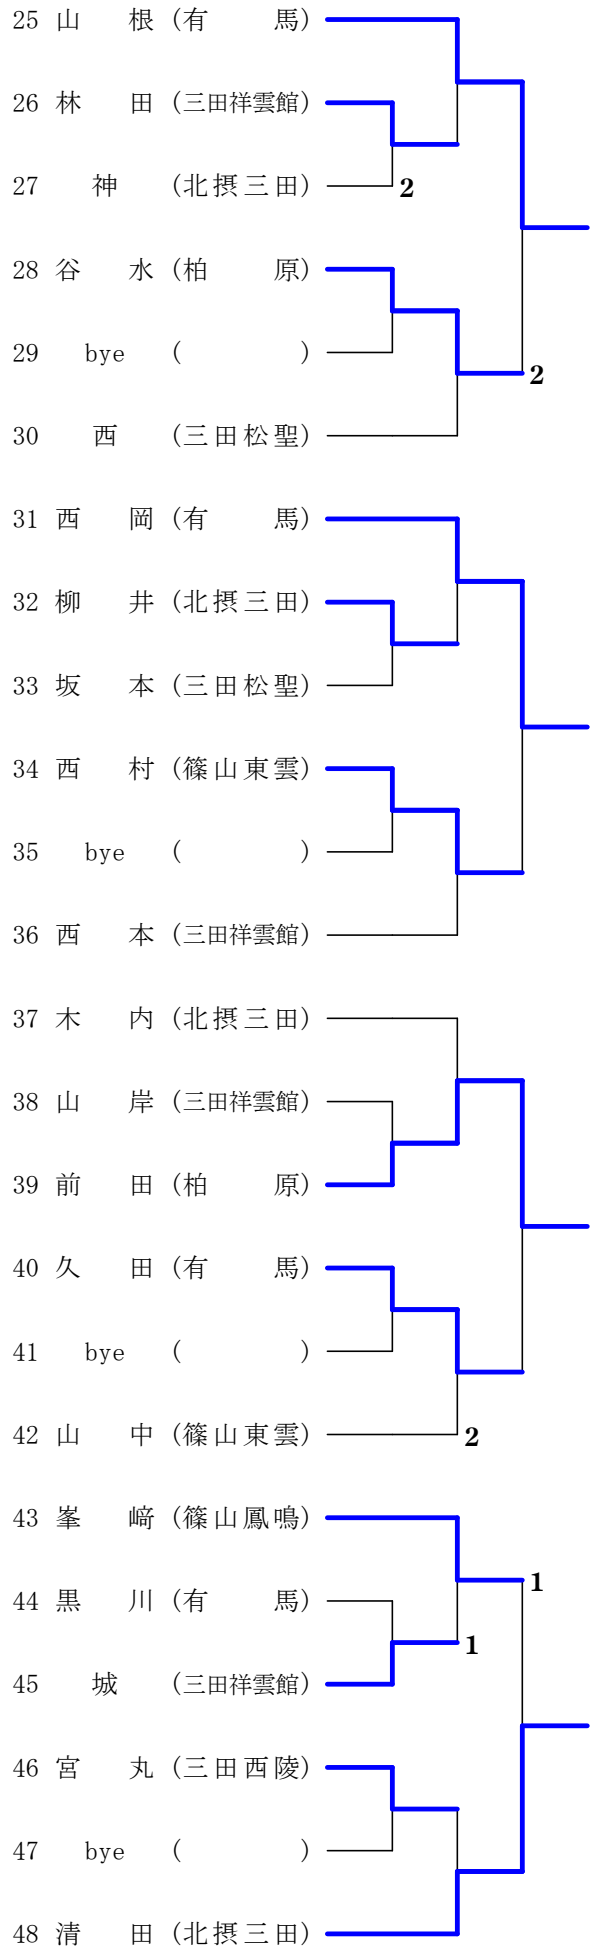 25 山 根 (有 馬)
26 林 田 (三田祥雲館)
27 神 (北摂三田) 2
28 谷 水 (柏 原)
29 bye ( )
2
30 西 (三田松聖)
31 西 岡 (有 馬)
32 柳 井 (北摂三田)
33 坂 本 (三田松聖)
34 西 村 (篠山東雲)
35 bye ( )
36 西 本 (三田祥雲館)
37 木 内 (北摂三田)
38 山 岸 (三田祥雲館)
39 前 田 (柏 原)
40 久 田 (有 馬)
41 bye ( )
42 山 中 (篠山東雲) 2
43 峯 﨑 (篠山鳳鳴)
1
44 黒 川 (有 馬)
1
45 城 (三田祥雲館)
46 宮 丸 (三田西陵)
47 bye ( )
48 清 田 (北摂三田)